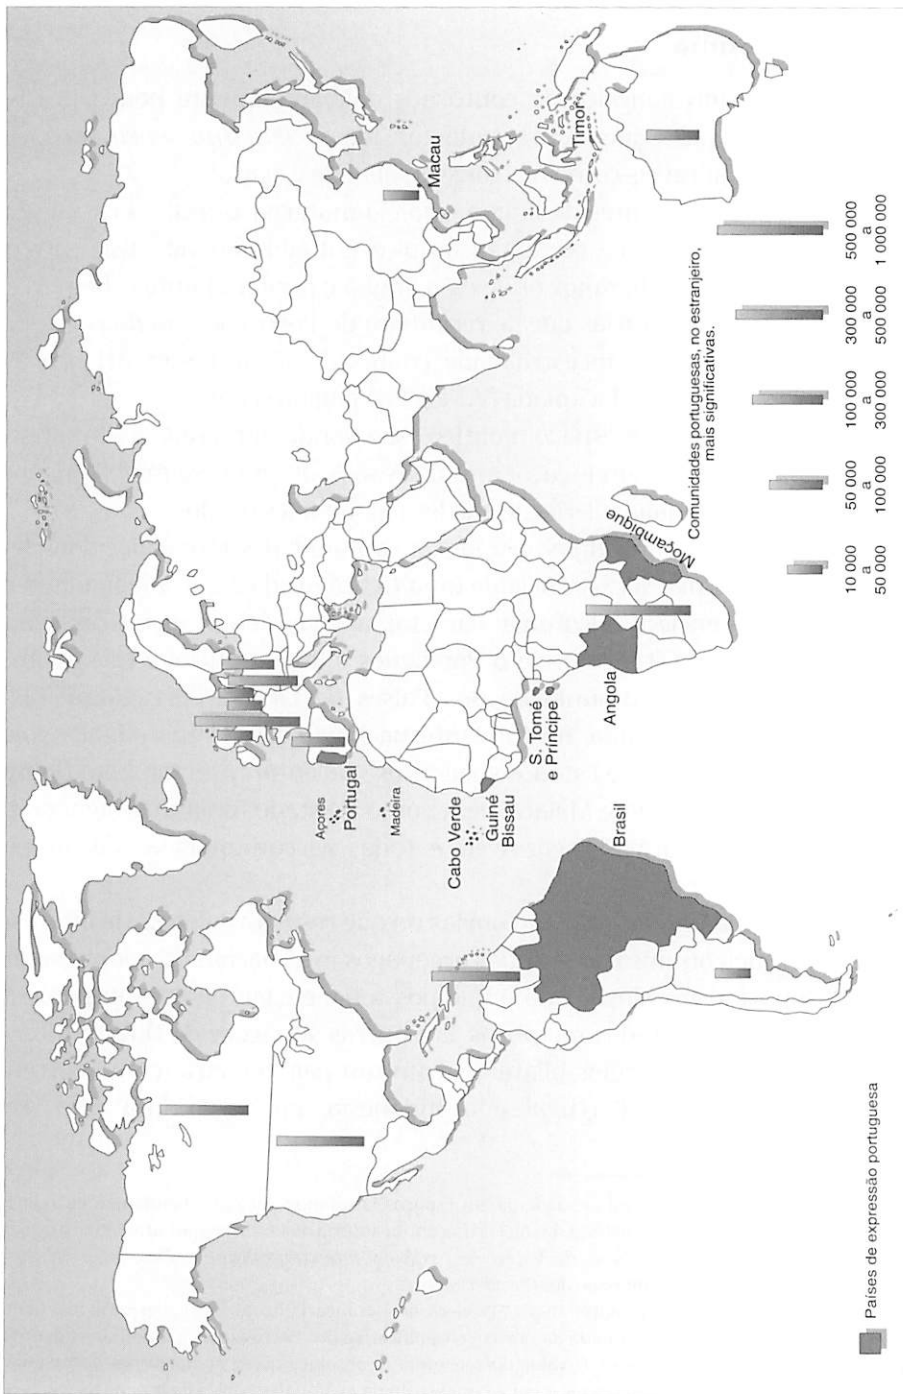 Açores
Portugal
Madeira
Cabo Verde
Guiné
Bissau
S. Tomé
e Príncipe
Angola
Moçambique
Brasil
Macau
Timor
Comunidades portuguesas, no estranjeiro,
mais significativas.
10 000
a
50 000
50 000
a
100 000
100 000
a
300 000
300 000
a
500 000
500 000
a
1 000 000
Países de expressão portuguesa